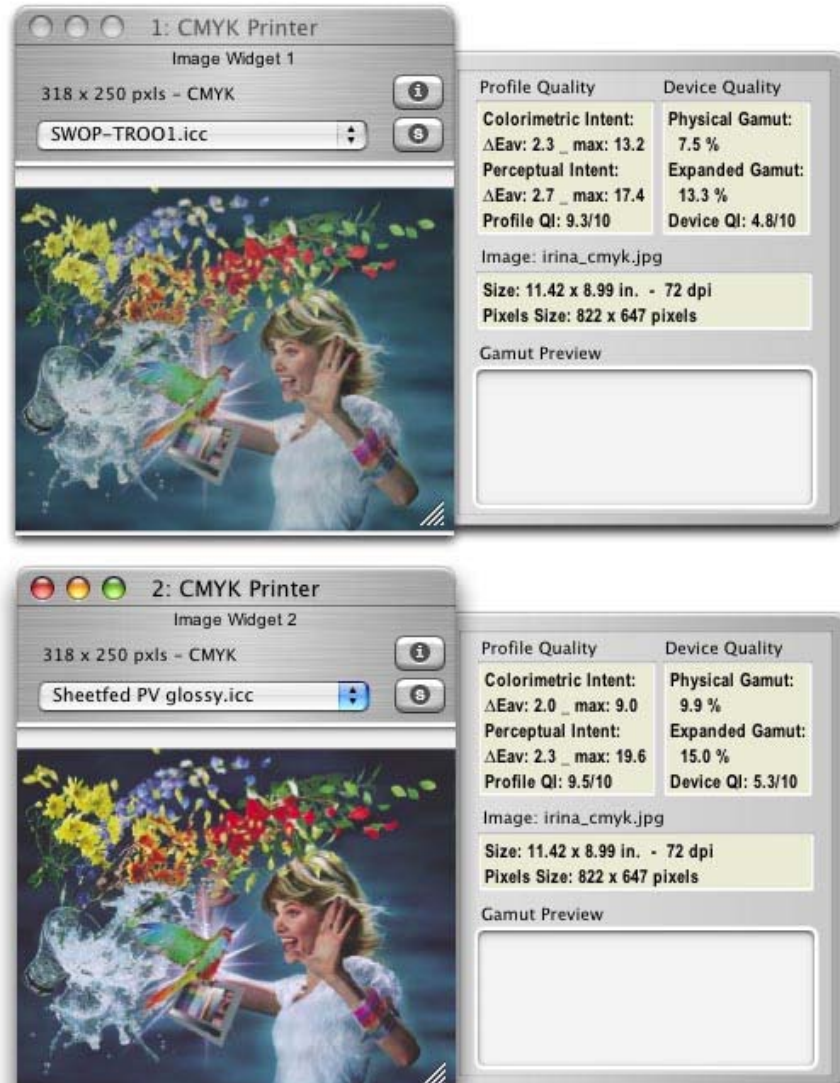 1: CMYK Printer
Image Widget 1
318 x 250 pxls - CMYK
i
SWOP-TROO1.icc
s
Profile Quality
Colorimetric Intent:
ΔEav: 2.3 _ max: 13.2
Perceptual Intent:
ΔEav: 2.7 _ max: 17.4
Profile QI: 9.3/10
Device Quality
Physical Gamut:
7.5 %
Expanded Gamut:
13.3 %
Device QI: 4.8/10
Image: irina_cmyk.jpg
Size: 11.42 x 8.99 in. - 72 dpi
Pixels Size: 822 x 647 pixels
Gamut Preview
2: CMYK Printer
Image Widget 2
318 x 250 pxls - CMYK
i
Sheetfed PV glossy.icc
s
Profile Quality
Colorimetric Intent:
ΔEav: 2.0 _ max: 9.0
Perceptual Intent:
ΔEav: 2.3 _ max: 19.6
Profile QI: 9.5/10
Device Quality
Physical Gamut:
9.9 %
Expanded Gamut:
15.0 %
Device QI: 5.3/10
Image: irina_cmyk.jpg
Size: 11.42 x 8.99 in. - 72 dpi
Pixels Size: 822 x 647 pixels
Gamut Preview